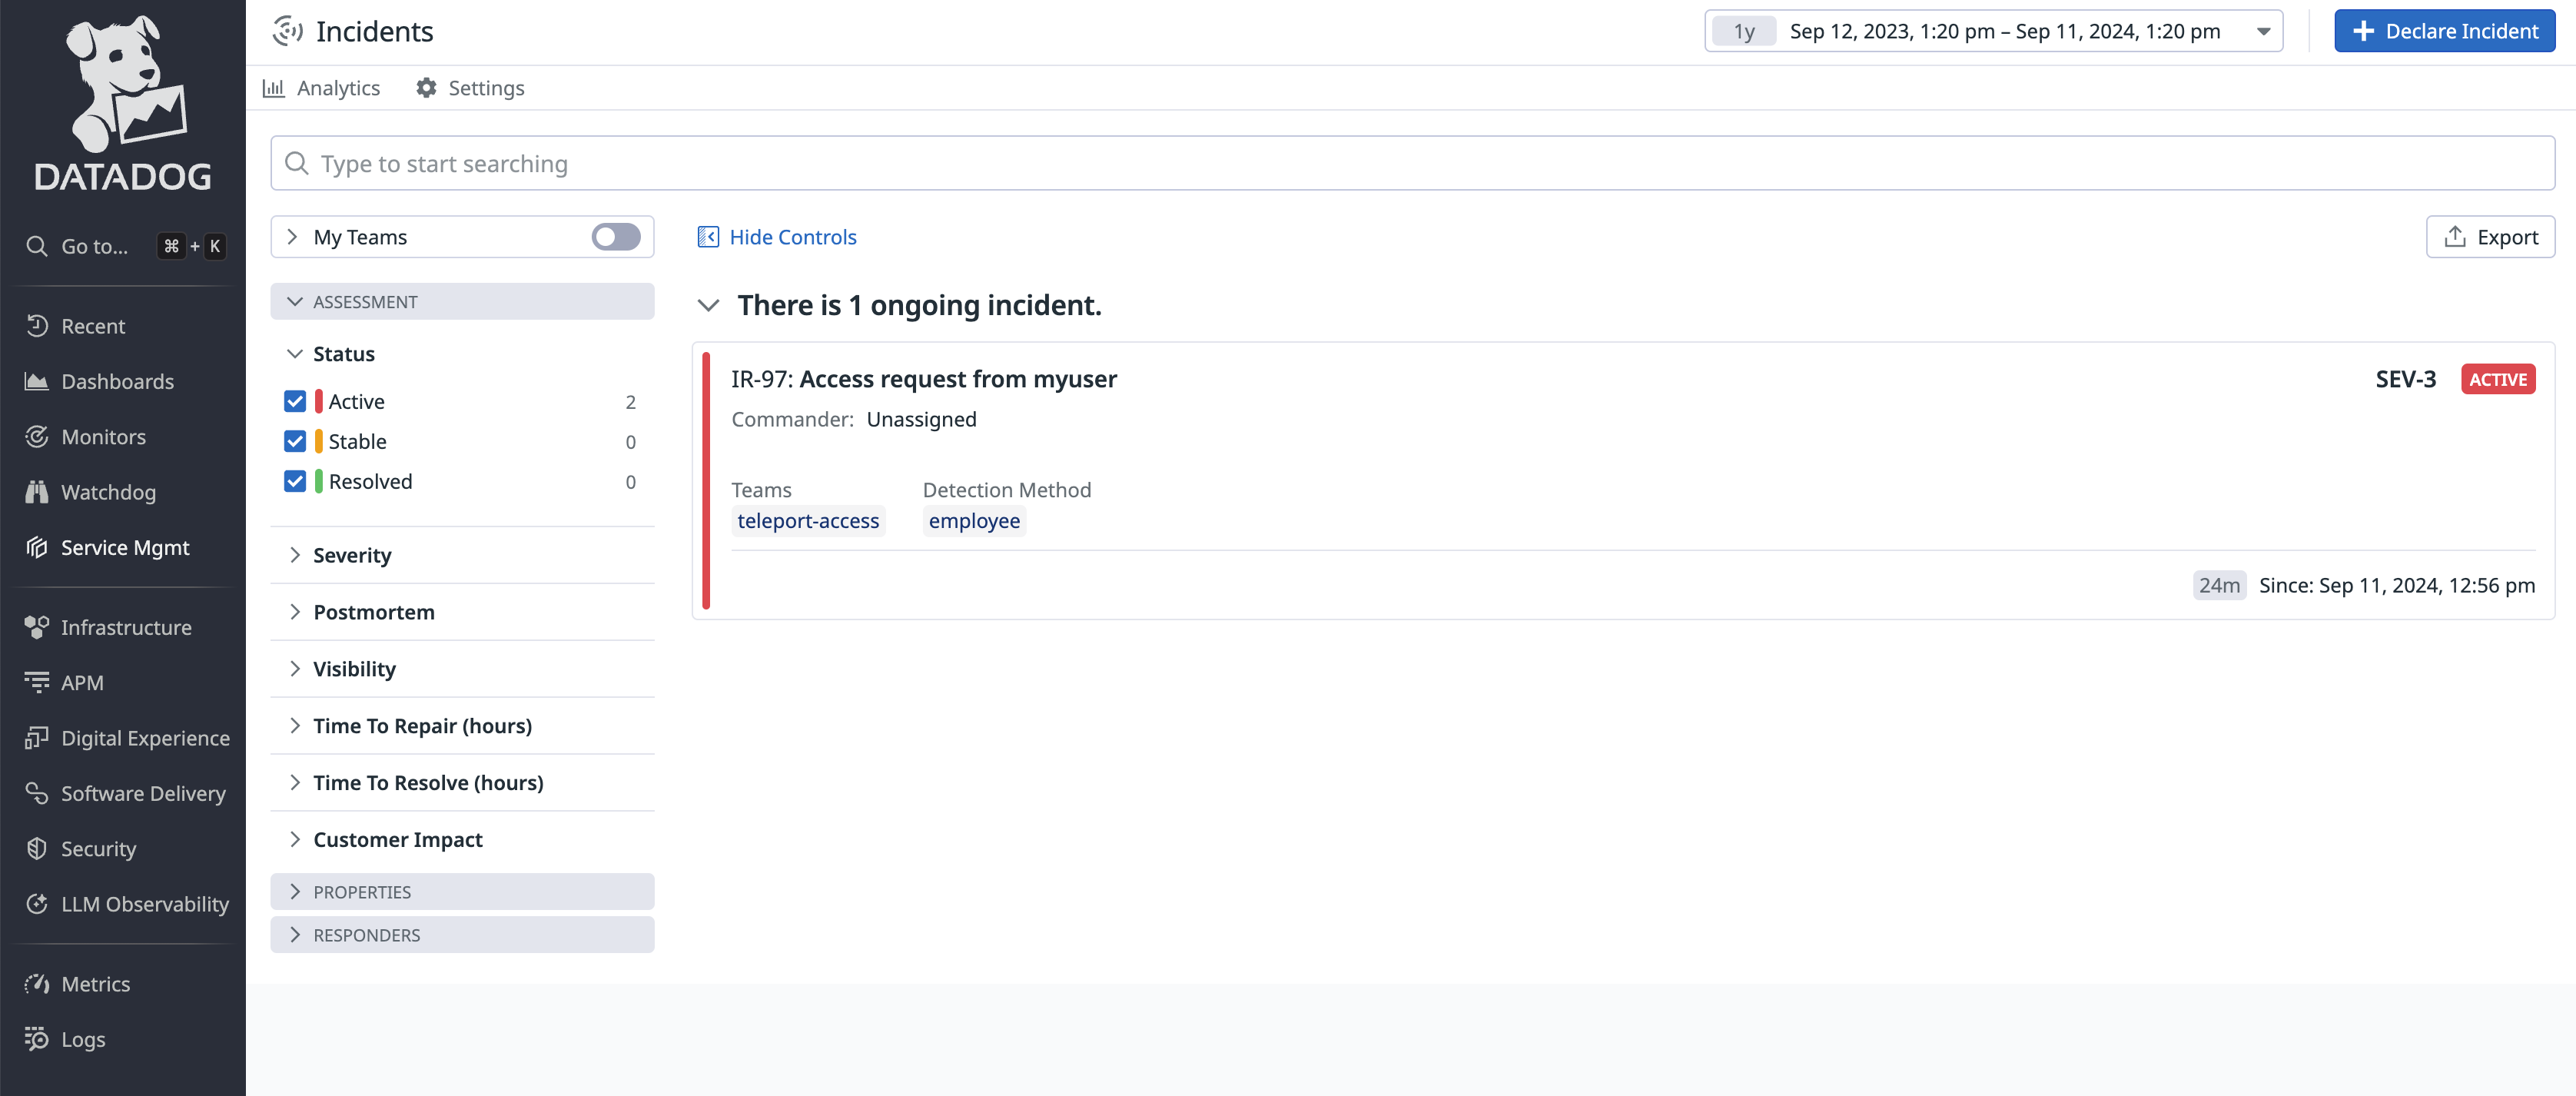 DATADOG
Go to... ⌘ + K
Recent
Dashboards
Monitors
Watchdog
Service Mgmt
Infrastructure
APM
Digital Experience
Software Delivery
Security
LLM Observability
Metrics
Logs
Incidents
1y Sep 12, 2023, 1:20 pm – Sep 11, 2024, 1:20 pm
+ Declare Incident
Analytics Settings
Type to start searching
My Teams
ASSESSMENT
Status
Active 2
Stable 0
Resolved 0
Severity
Postmortem
Visibility
Time To Repair (hours)
Time To Resolve (hours)
Customer Impact
PROPERTIES
RESPONDERS
Hide Controls
Export
There is 1 ongoing incident.
IR-97: Access request from myuser
SEV-3 ACTIVE
Commander: Unassigned
Teams Detection Method
teleport-access employee
24m Since: Sep 11, 2024, 12:56 pm